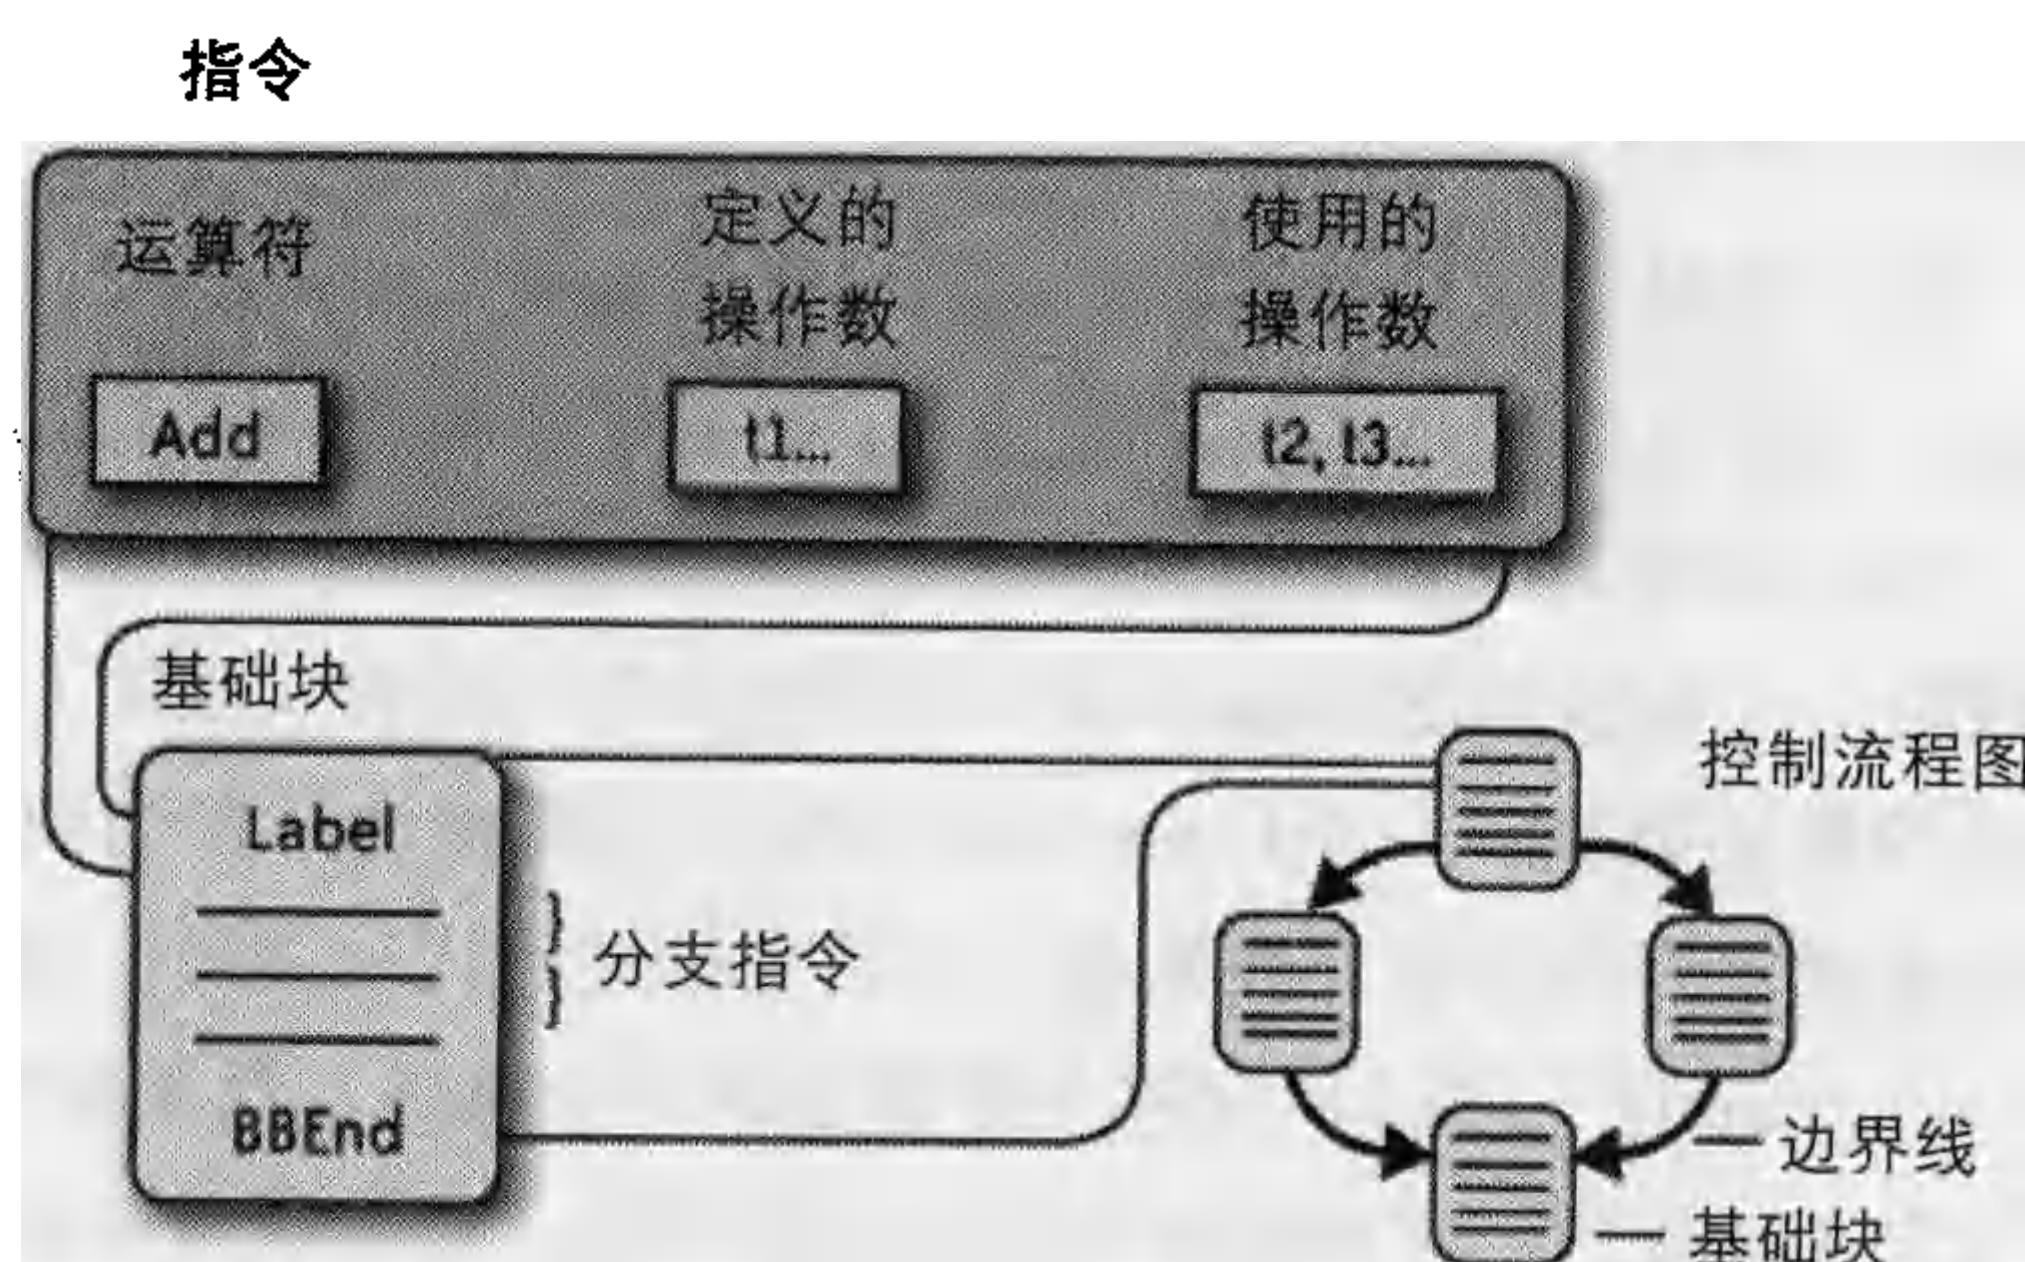 指令
运算符
定义的
操作数
使用的
操作数
Add
t1...
t2, t3...
基础块
Label
分支指令
BBEnd
控制流程图
边界线
基础块